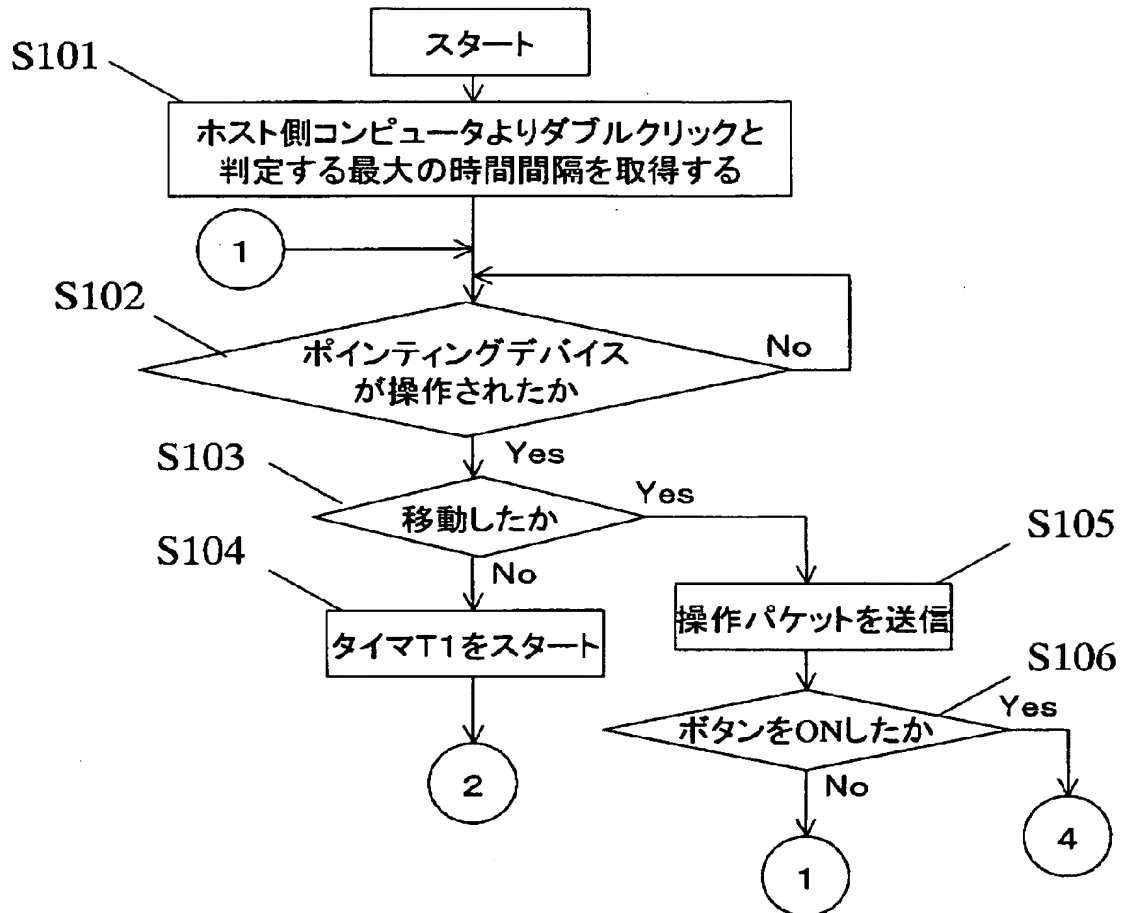 スタート
S101
ホスト側コンピュータよりダブルクリックと
判定する最大の時間間隔を取得する
1
S102
ポインティングデバイス
が操作されたか
No
Yes
S103
移動したか
Yes
No
S104
タイマT1をスタート
2
S105
操作パケットを送信
S106
ボタンをONしたか
Yes
No
4
1